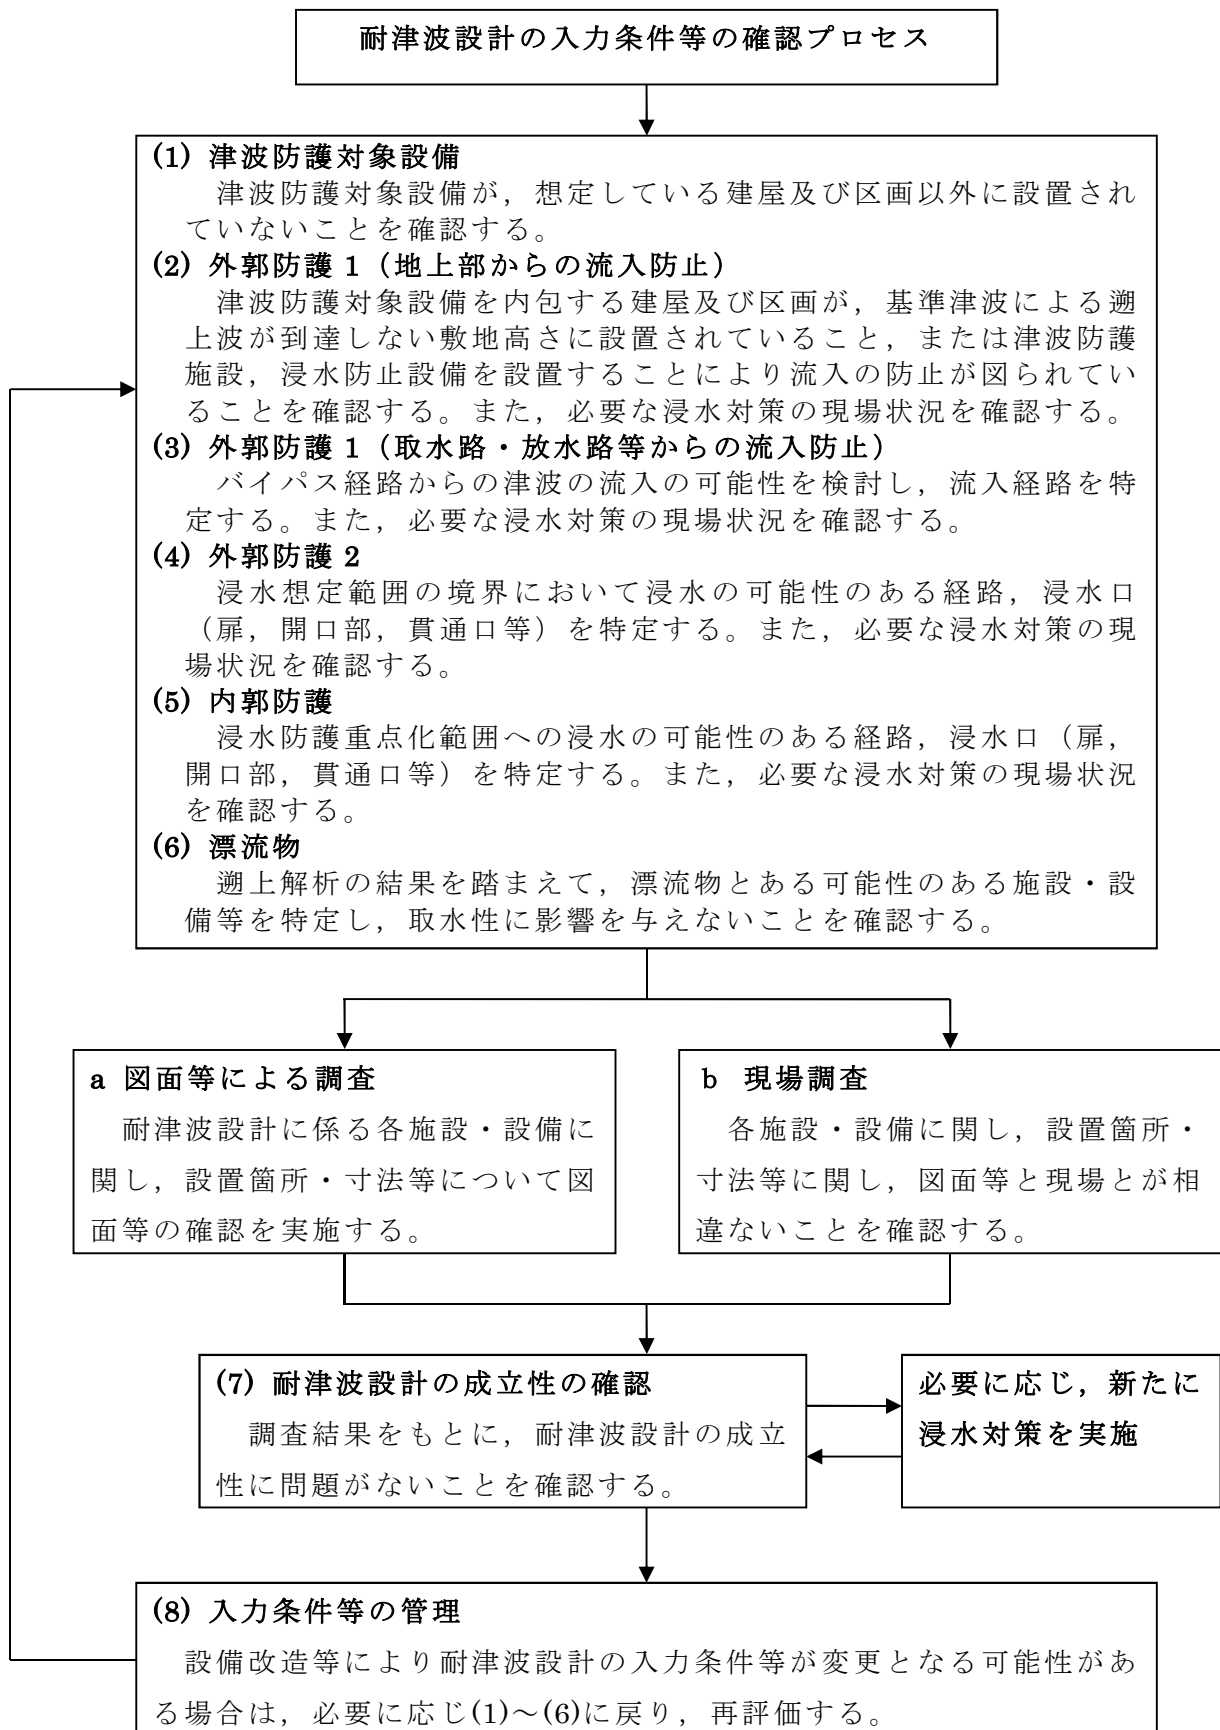 耐津波設計の入力条件等の確認プロセス
(1) 津波防護対象設備
津波防護対象設備が，想定している建屋及び区画以外に設置され
ていないことを確認する。
(2) 外郭防護 1（地上部からの流入防止）
津波防護対象設備を内包する建屋及び区画が，基準津波による遡
上波が到達しない敷地高さに設置されていること，または津波防護
施設，浸水防止設備を設置することにより流入の防止が図られてい
ることを確認する。また，必要な浸水対策の現場状況を確認する。
(3) 外郭防護 1（取水路・放水路等からの流入防止）
バイパス経路からの津波の流入の可能性を検討し，流入経路を特
定する。また，必要な浸水対策の現場状況を確認する。
(4) 外郭防護 2
浸水想定範囲の境界において浸水の可能性のある経路，浸水口
（扉，開口部，貫通口等）を特定する。また，必要な浸水対策の現
場状況を確認する。
(5) 内郭防護
浸水防護重点化範囲への浸水の可能性のある経路，浸水口（扉，
開口部，貫通口等）を特定する。また，必要な浸水対策の現場状況
を確認する。
(6) 漂流物
遡上解析の結果を踏まえて，漂流物とある可能性のある施設・設
備等を特定し，取水性に影響を与えないことを確認する。
a 図面等による調査
耐津波設計に係る各施設・設備に
関し，設置箇所・寸法等について図
面等の確認を実施する。
b 現場調査
各施設・設備に関し，設置箇所・
寸法等に関し，図面等と現場とが相
違ないことを確認する。
(7) 耐津波設計の成立性の確認
調査結果をもとに，耐津波設計の成立
性に問題がないことを確認する。
必要に応じ，新たに
浸水対策を実施
(8) 入力条件等の管理
設備改造等により耐津波設計の入力条件等が変更となる可能性があ
る場合は，必要に応じ(1)～(6)に戻り，再評価する。